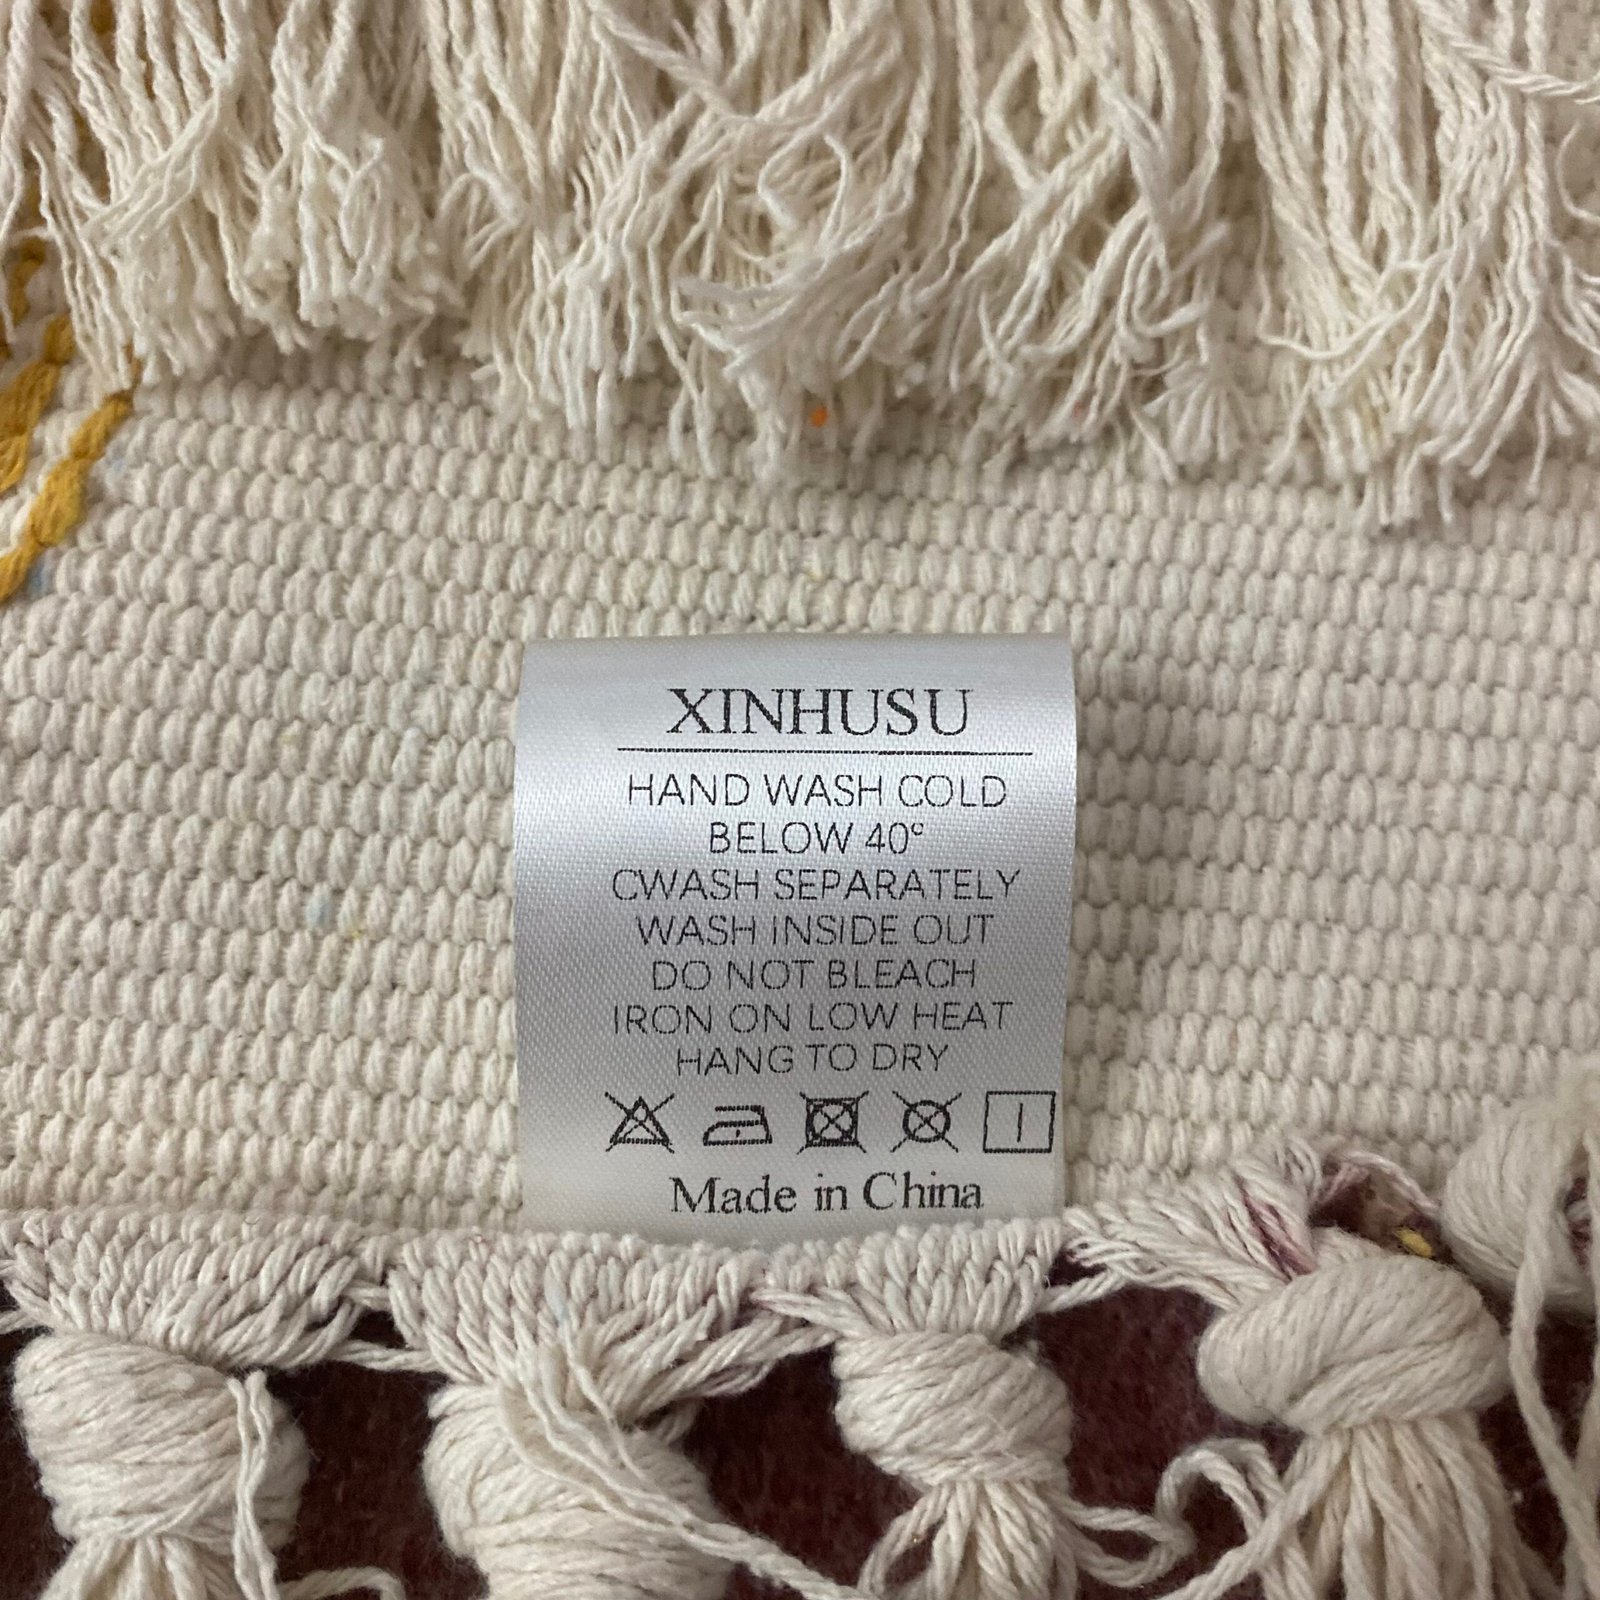 XINHUSU
HAND WASH COLD
BELOW 40°
CWASH SEPARATELY
WASH INSIDE OUT
DO NOT BLEACH
IRON ON LOW HEAT
HANG TO DRY
Made in China